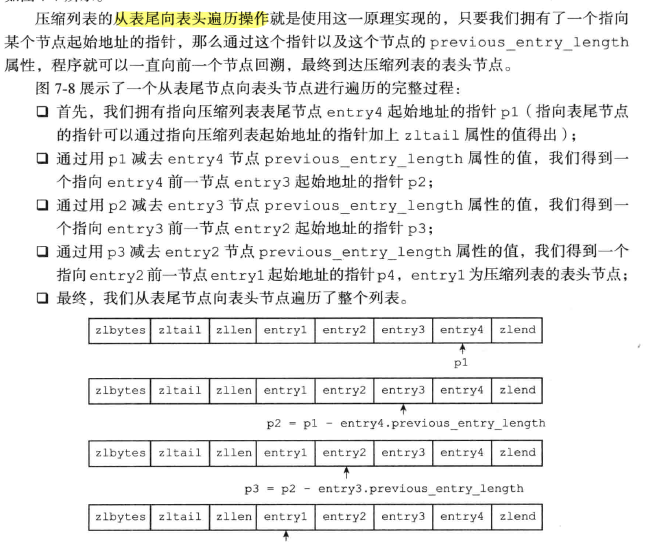 压缩列表的从表尾向表头遍历操作就是使用这一原理实现的，只要我们拥有了一个指向
某个节点起始地址的指针，那么通过这个指针以及这个节点的 previous_entry_length
属性，程序就可以一直向前一个节点回溯，最终到达压缩列表的表头节点。
图 7-8 展示了一个从表尾节点向表头节点进行遍历的完整过程：
❏ 首先，我们拥有指向压缩列表表尾节点 entry4 起始地址的指针 p1（指向表尾节点
的指针可以通过指向压缩列表起始地址的指针加上 zltail 属性的值得出）；
❏ 通过用 p1 减去 entry4 节点 previous_entry_length 属性的值，我们得到一
个指向 entry4 前一节点 entry3 起始地址的指针 p2；
❏ 通过用 p2 减去 entry3 节点 previous_entry_length 属性的值，我们得到一
个指向 entry3 前一节点 entry2 起始地址的指针 p3；
❏ 通过用 p3 减去 entry2 节点 previous_entry_length 属性的值，我们得到一个
指向 entry2 前一节点 entry1 起始地址的指针 p4，entry1 为压缩列表的表头节点；
❏ 最终，我们从表尾节点向表头节点遍历了整个列表。
zlbytes zltail zllen entry1 entry2 entry3 entry4 zlend
p1
zlbytes zltail zllen entry1 entry2 entry3 entry4 zlend
p2 = p1 - entry4.previous_entry_length
zlbytes zltail zllen entry1 entry2 entry3 entry4 zlend
p3 = p2 - entry3.previous_entry_length
zlbytes zltail zllen entry1 entry2 entry3 entry4 zlend